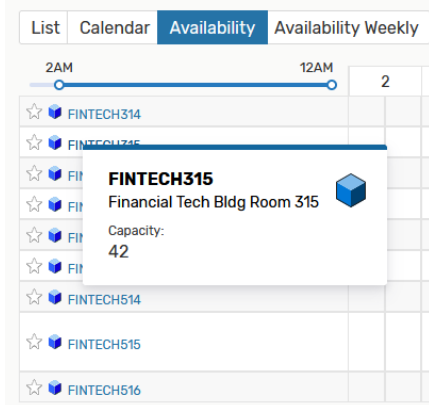 List Calendar Availability Availability Weekly
2AM 12AM 2
FINTECH314
FINTECH315
FINTECH315
Financial Tech Bldg Room 315
Capacity:
42
FINTECH514
FINTECH515
FINTECH516